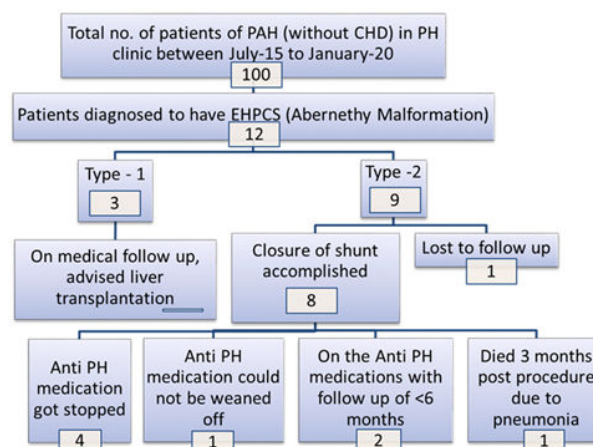 Total no. of patients of PAH (without CHD) in PH
clinic between July-15 to January-20
100
Patients diagnosed to have EHPCS (Abernethy Malformation)
12
Type - 1
3
Type -2
9
On medical follow up,
advised liver
transplantation
Closure of shunt
accomplished
8
Lost to follow up
1
Anti PH
medication
got stopped
4
Anti PH
medication could
not be weaned
off
1
On the Anti PH
medications with
follow up of <6
months
2
Died 3 months
post procedure
due to
pneumonia
1